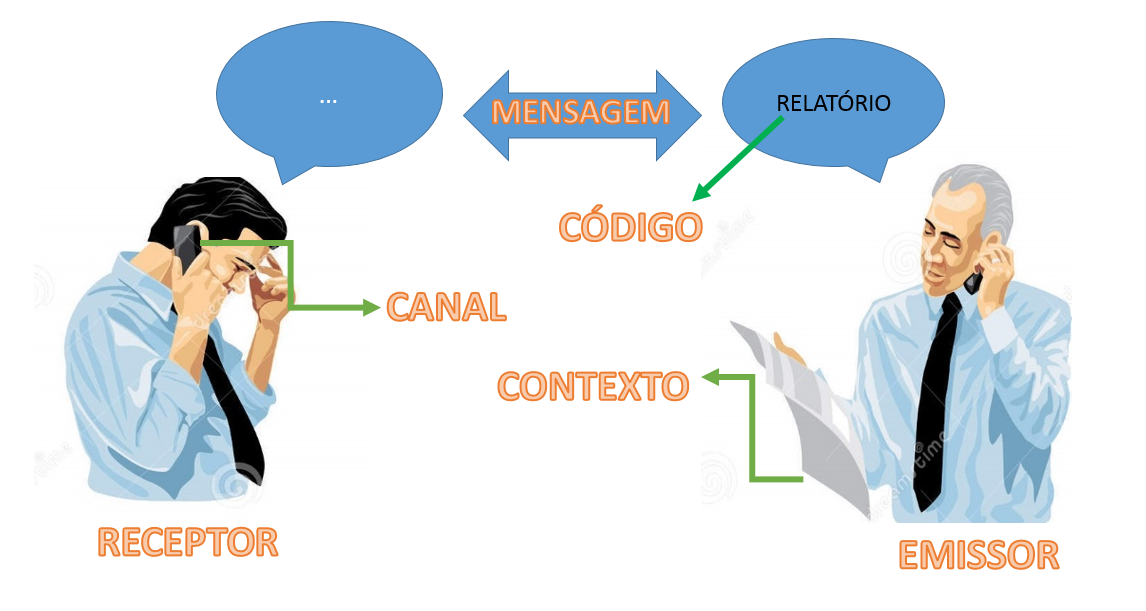 ...
MENSAGEM
RELATÓRIO
CÓDIGO
CANAL
CONTEXTO
RECEPTOR
EMISSOR